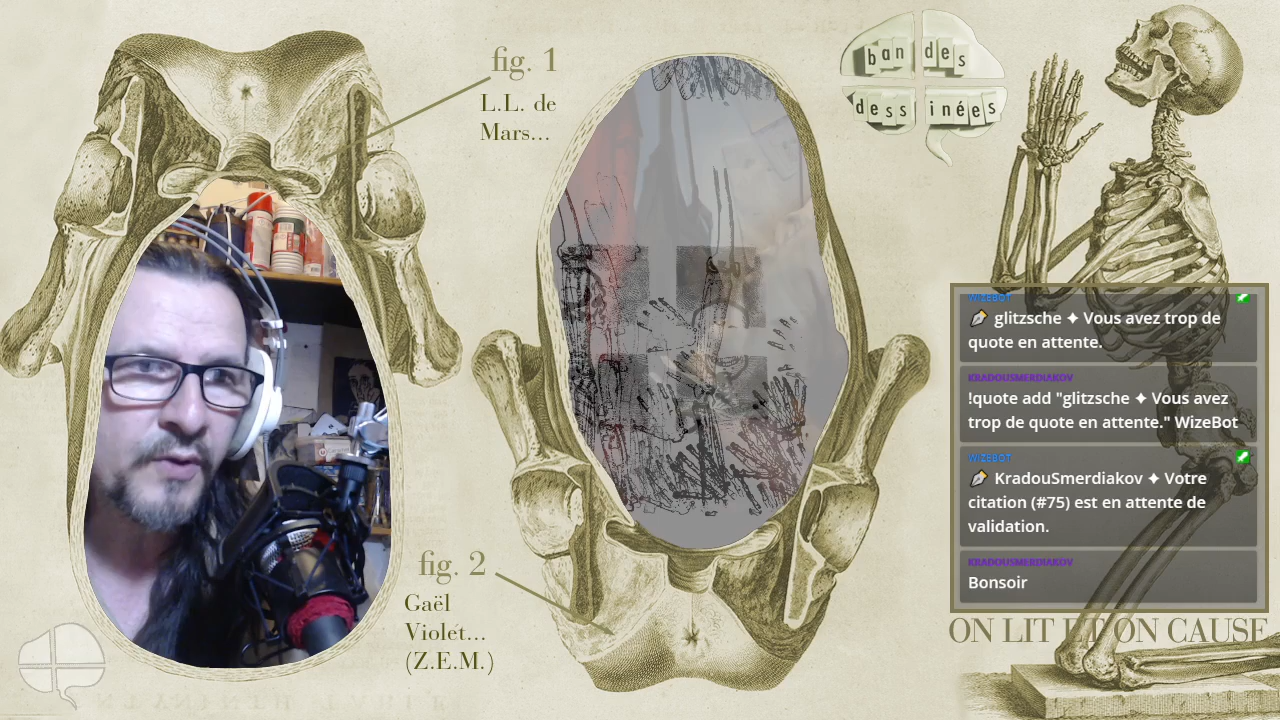 fig. 1
L.L. de
Mars...
ban des
dessinées
WIZEBOT
glitzsche ✦ Vous avez trop de
quote en attente.
KRADOUSMERDIAKOV
!quote add "glitzsche ✦ Vous avez
trop de quote en attente." WizeBot
WIZEBOT
KradouSmerdiakov ✦ Votre
citation (#75) est en attente de
validation.
KRADOUSMERDIAKOV
Bonsoir
fig. 2
Gaël
Violet...
(Z.E.M.)
ON LIT ET ON CAUSE